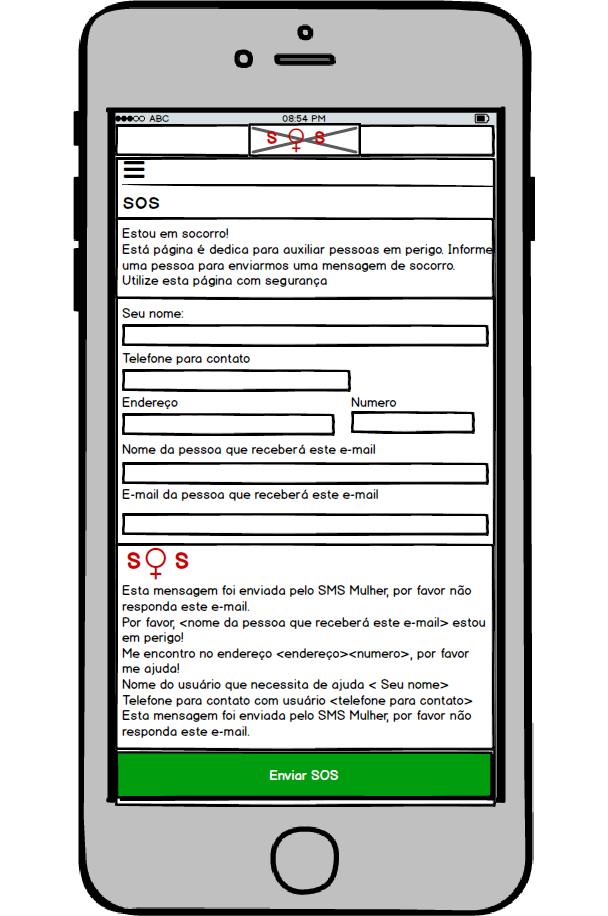 ABC 08:54 PM
S S
SOS
Estou em socorro!
Está página é dedica para auxiliar pessoas em perigo. Informe
uma pessoa para enviarmos uma mensagem de socorro.
Utilize esta página com segurança
Seu nome:
Telefone para contato
Endereço Numero
Nome da pessoa que receberá este e-mail
E-mail da pessoa que receberá este e-mail
S♀S
Esta mensagem foi enviada pelo SMS Mulher, por favor não
responda este e-mail.
Por favor, <nome da pessoa que receberá este e-mail> estou
em perigo!
Me encontro no endereço <endereço><numero>, por favor
me ajuda!
Nome do usuário que necessita de ajuda < Seu nome>
Telefone para contato com usuário <telefone para contato>
Esta mensagem foi enviada pelo SMS Mulher, por favor não
responda este e-mail.
Enviar SOS